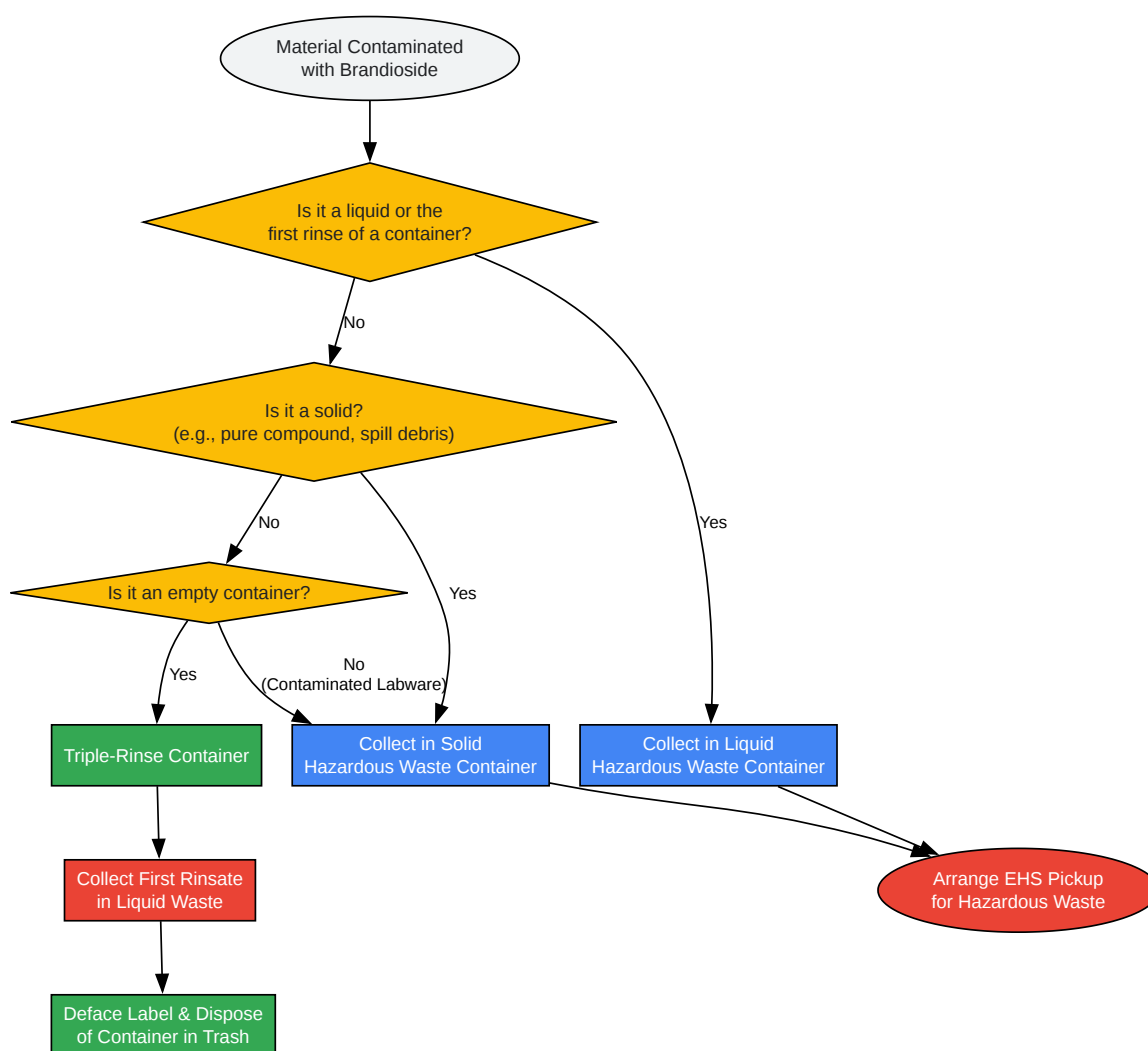 Material Contaminated
with Brandioside
Is it a liquid or the
first rinse of a container?
No
Is it a solid?
(e.g., pure compound, spill debris)
Yes
No
Is it an empty container?
Yes
Yes
No
(Contaminated Labware)
Triple-Rinse Container
Collect in Solid
Hazardous Waste Container
Collect in Liquid
Hazardous Waste Container
Collect First Rinsate
in Liquid Waste
Arrange EHS Pickup
for Hazardous Waste
Deface Label & Dispose
of Container in Trash